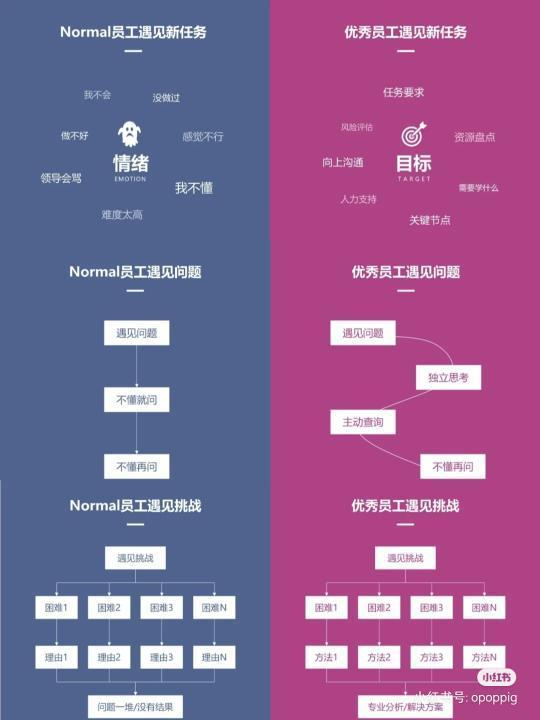 Normal员工遇见新任务
我不会
没做过
做不好
感觉不行
情绪
EMOTION
领导会骂
我不懂
难度太高
优秀员工遇见新任务
任务要求
风险评估
资源盘点
向上沟通
目标
TARGET
需要学什么
人力支持
关键节点
Normal员工遇见问题
遇见问题
不懂就问
不懂再问
优秀员工遇见问题
遇见问题
独立思考
主动查询
不懂再问
Normal员工遇见挑战
遇见挑战
困难1 困难2 困难3 困难N
理由1 理由2 理由3 理由N
问题一堆/没有结果
优秀员工遇见挑战
遇见挑战
困难1 困难2 困难3 困难N
方法1 方法2 方法3 方法N
专业分析/解决方案
小红书
小红书号: opoppig